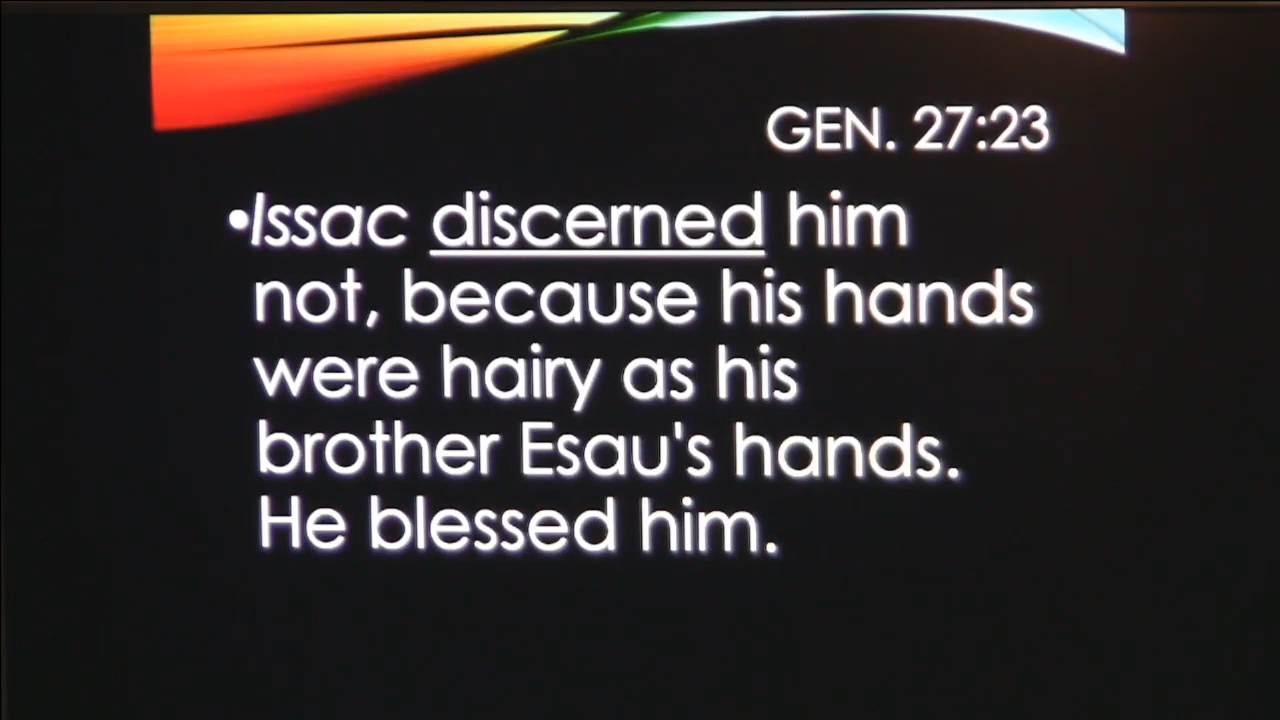 GEN. 27:23
•Issac discerned him
not, because his hands
were hairy as his
brother Esau's hands.
He blessed him.